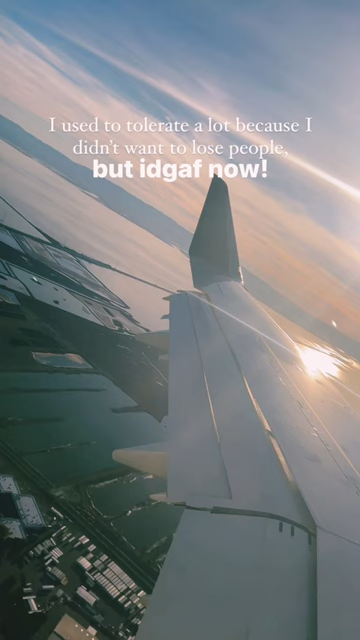 I used to tolerate a lot because I
didn't want to lose people,
but idgaf now!